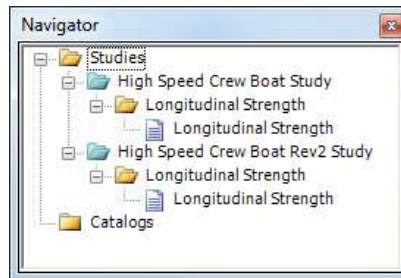 Navigator
Studies
High Speed Crew Boat Study
Longitudinal Strength
Longitudinal Strength
High Speed Crew Boat Rev2 Study
Longitudinal Strength
Longitudinal Strength
Catalogs